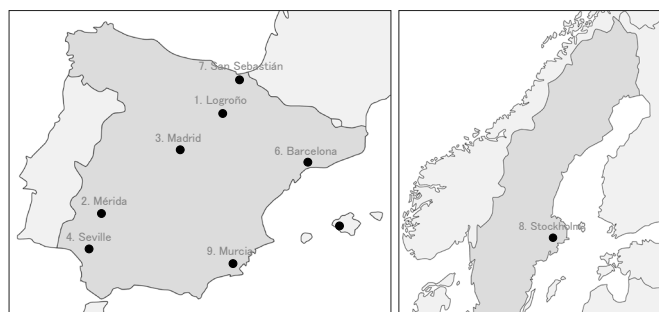 7. San Sebastián
1. Logroño
3. Madrid
6. Barcelona
2. Mérida
4. Seville
9. Murcia
8. Stockholm